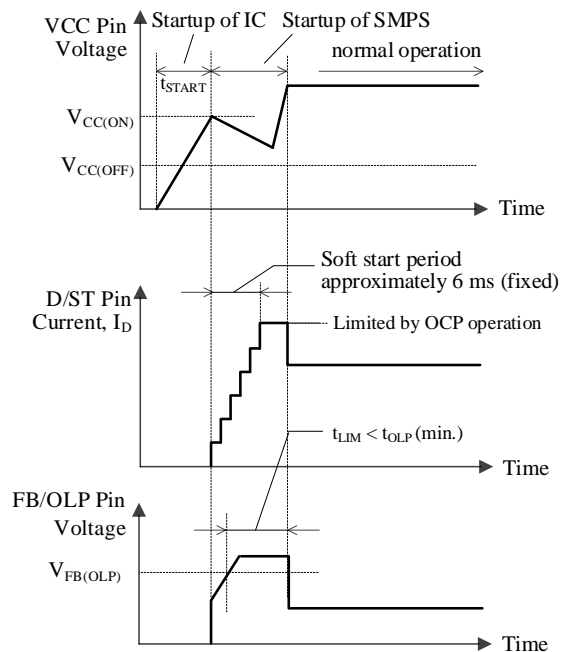 VCC Pin
Voltage
Startup of IC
Startup of SMPS
normal operation
tSTART
VCC(ON)
VCC(OFF)
Time
Soft start period
approximately 6 ms (fixed)
D/ST Pin
Current, ID
Limited by OCP operation
tLIM < tOLP (min.)
Time
FB/OLP Pin
Voltage
VFB(OLP)
Time